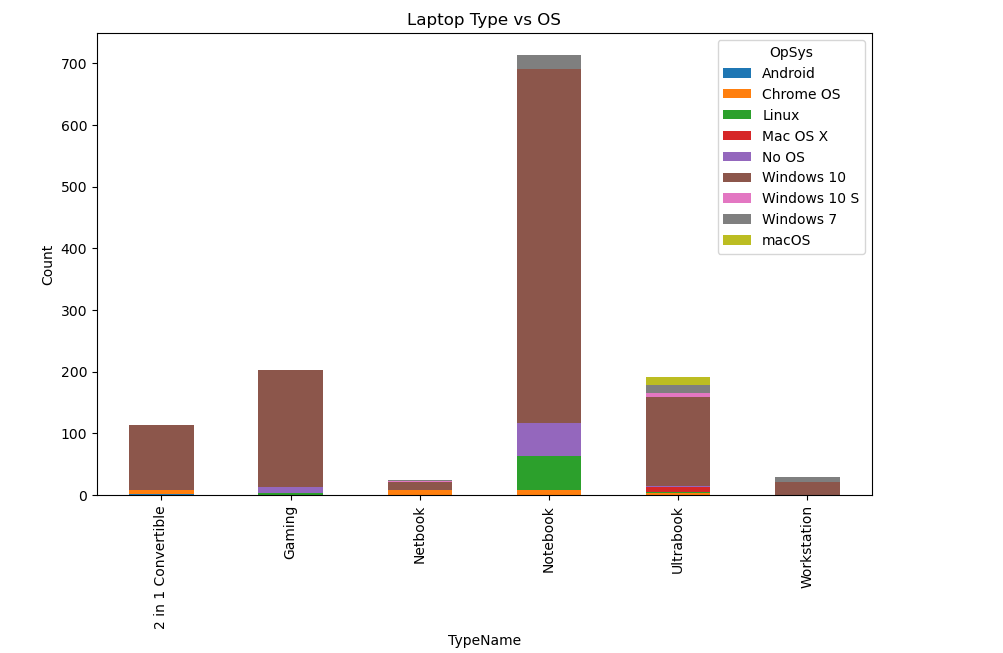 Laptop Type vs OS
700
600
500
400
300
200
100
0
Count
OpSys
Android
Chrome OS
Linux
Mac OS X
No OS
Windows 10
Windows 10 S
Windows 7
macOS
2 in 1 Convertible
Gaming
Netbook
Notebook
Ultrabook
Workstation
TypeName